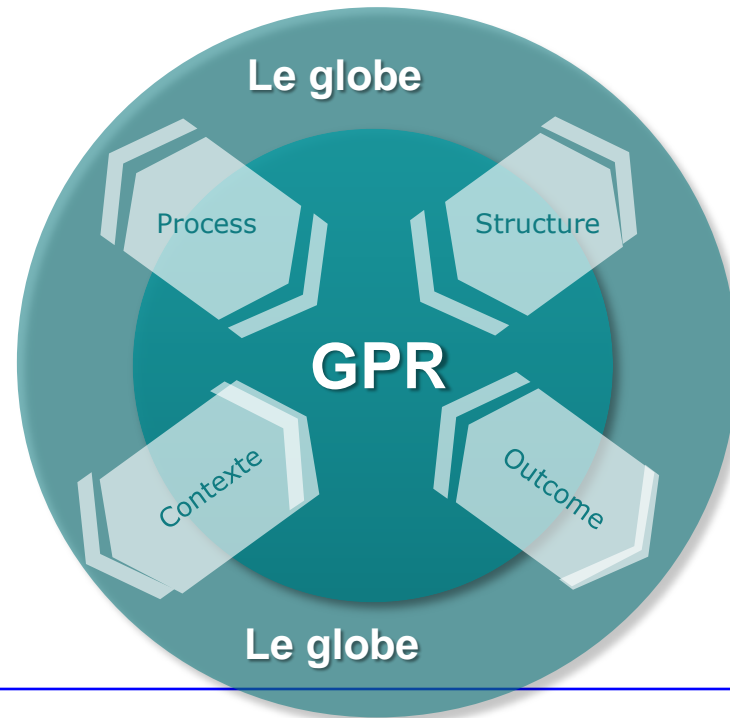 Le globe
Process
Structure
GPR
Contexte
Outcome
Le globe